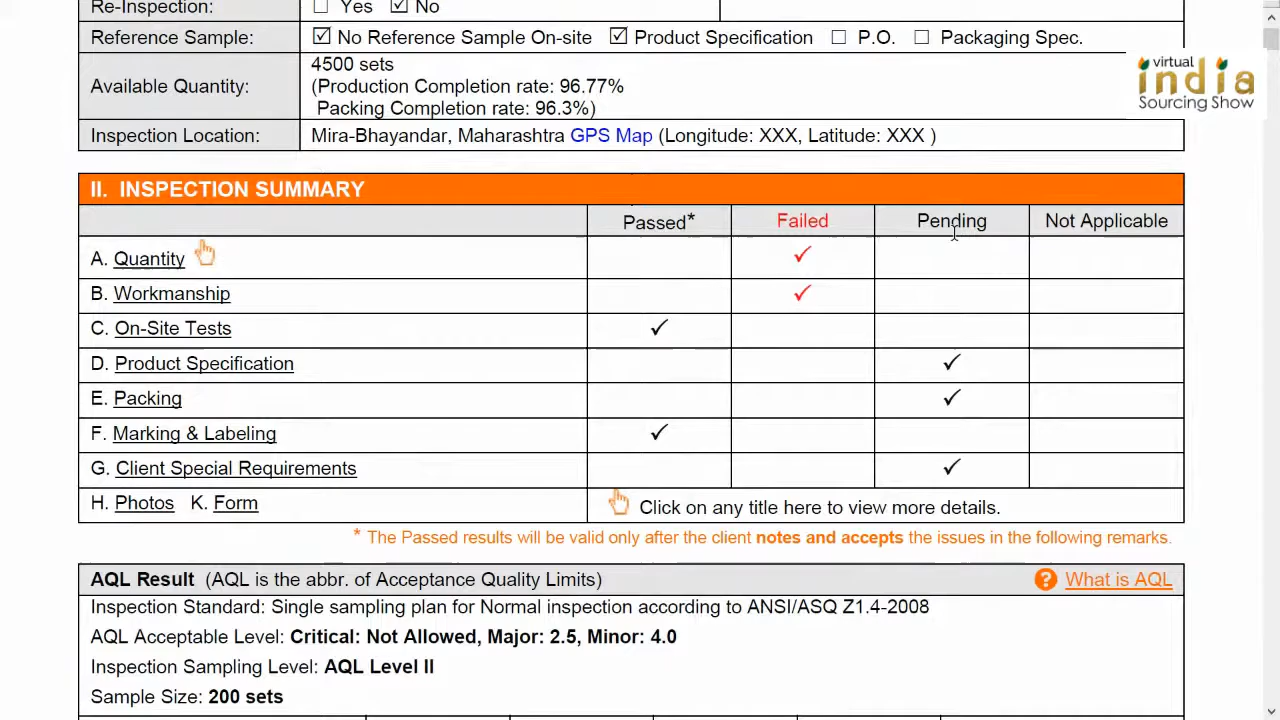 Re-Inspection: ☐ Yes ☑ No
Reference Sample: ☑ No Reference Sample On-site ☑ Product Specification ☐ P.O. ☐ Packaging Spec.
Available Quantity: 4500 sets
(Production Completion rate: 96.77%
Packing Completion rate: 96.3%)
Inspection Location: Mira-Bhayandar, Maharashtra GPS Map (Longitude: XXX, Latitude: XXX )
virtual
india
Sourcing Show
II. INSPECTION SUMMARY
Passed* Failed Pending Not Applicable
A. Quantity ✓
B. Workmanship ✓
C. On-Site Tests ✓
D. Product Specification ✓
E. Packing ✓
F. Marking & Labeling ✓
G. Client Special Requirements ✓
H. Photos K. Form Click on any title here to view more details.
* The Passed results will be valid only after the client notes and accepts the issues in the following remarks.
AQL Result (AQL is the abbr. of Acceptance Quality Limits) ? What is AQL
Inspection Standard: Single sampling plan for Normal inspection according to ANSI/ASQ Z1.4-2008
AQL Acceptable Level: Critical: Not Allowed, Major: 2.5, Minor: 4.0
Inspection Sampling Level: AQL Level II
Sample Size: 200 sets